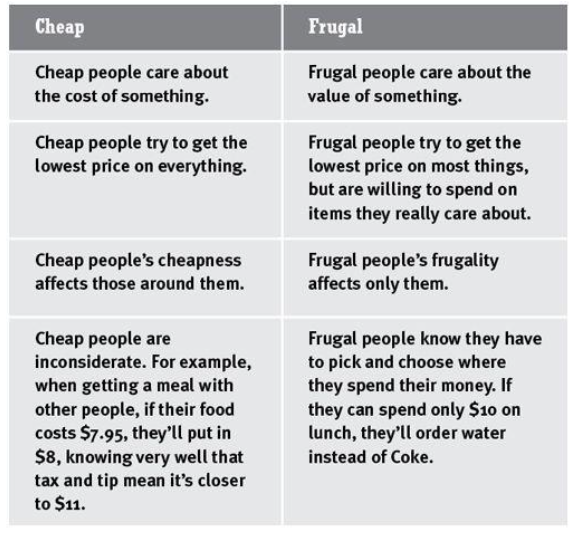 Cheap
Frugal
Cheap people care about
the cost of something.
Frugal people care about the
value of something.
Cheap people try to get the
lowest price on everything.
Frugal people try to get the
lowest price on most things,
but are willing to spend on
items they really care about.
Cheap people’s cheapness
affects those around them.
Frugal people’s frugality
affects only them.
Cheap people are
inconsiderate. For example,
when getting a meal with
other people, if their food
costs $7.95, they’ll put in
$8, knowing very well that
tax and tip mean it’s closer
to $11.
Frugal people know they have
to pick and choose where
they spend their money. If
they can spend only $10 on
lunch, they’ll order water
instead of Coke.